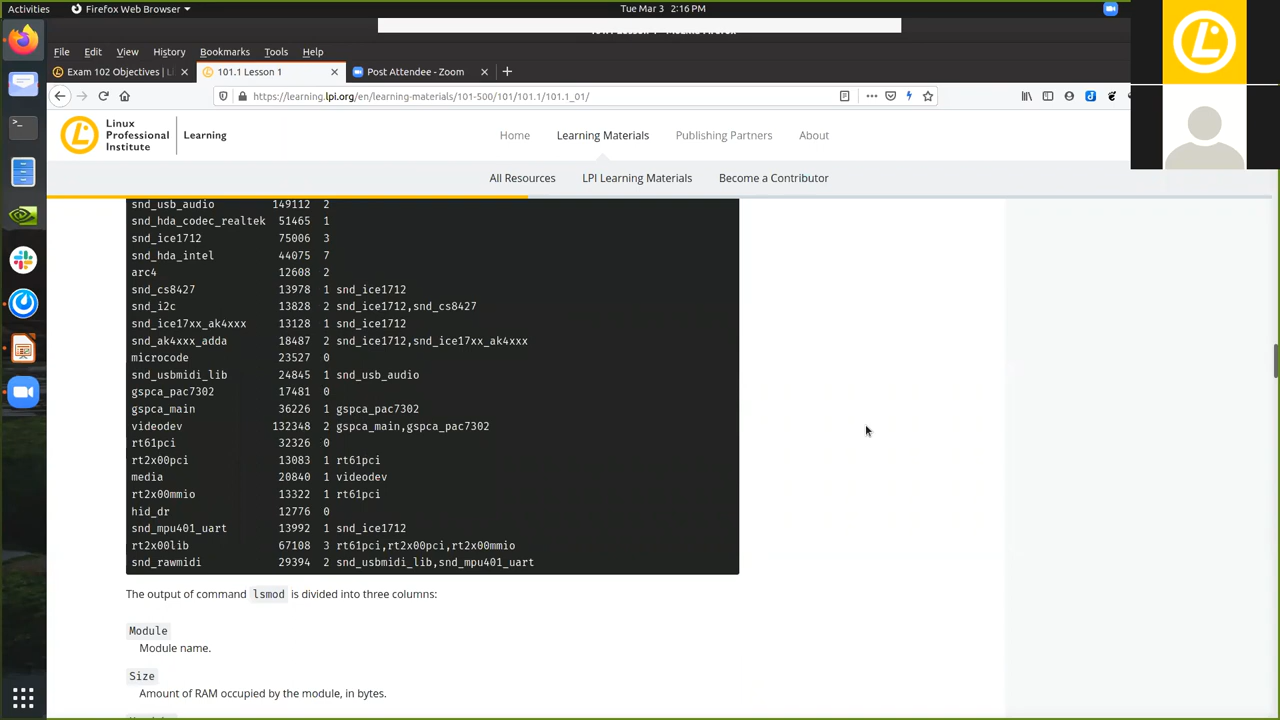 Activities Firefox Web Browser Tue Mar 3 2:16 PM
File Edit View History Bookmarks Tools Help
Exam 102 Objectives | Li 101.1 Lesson 1 Post Attendee - Zoom
https://learning.lpi.org/en/learning-materials/101-500/101/101.1/101.1_01/
Linux Professional Institute Learning
Home Learning Materials Publishing Partners About
All Resources LPI Learning Materials Become a Contributor
snd_usb_audio 149112 2
snd_hda_codec_realtek 51465 1
snd_ice1712 75006 3
snd_hda_intel 44075 7
arc4 12608 2
snd_cs8427 13978 1 snd_ice1712
snd_i2c 13828 2 snd_ice1712,snd_cs8427
snd_ice17xx_ak4xxx 13128 1 snd_ice1712
snd_ak4xxx_adda 18487 2 snd_ice1712,snd_ice17xx_ak4xxx
microcode 23527 0
snd_usbmidi_lib 24845 1 snd_usb_audio
gspca_pac7302 17481 0
gspca_main 36226 1 gspca_pac7302
videodev 132348 2 gspca_main,gspca_pac7302
rt61pci 32326 0
rt2x00pci 13083 1 rt61pci
media 20840 1 videodev
rt2x00mmio 13322 1 rt61pci
hid_dr 12776 0
snd_mpu401_uart 13992 1 snd_ice1712
rt2x00lib 67108 3 rt61pci,rt2x00pci,rt2x00mmio
snd_rawmidi 29394 2 snd_usbmidi_lib,snd_mpu401_uart
The output of command lsmod is divided into three columns:
Module
Module name.
Size
Amount of RAM occupied by the module, in bytes.